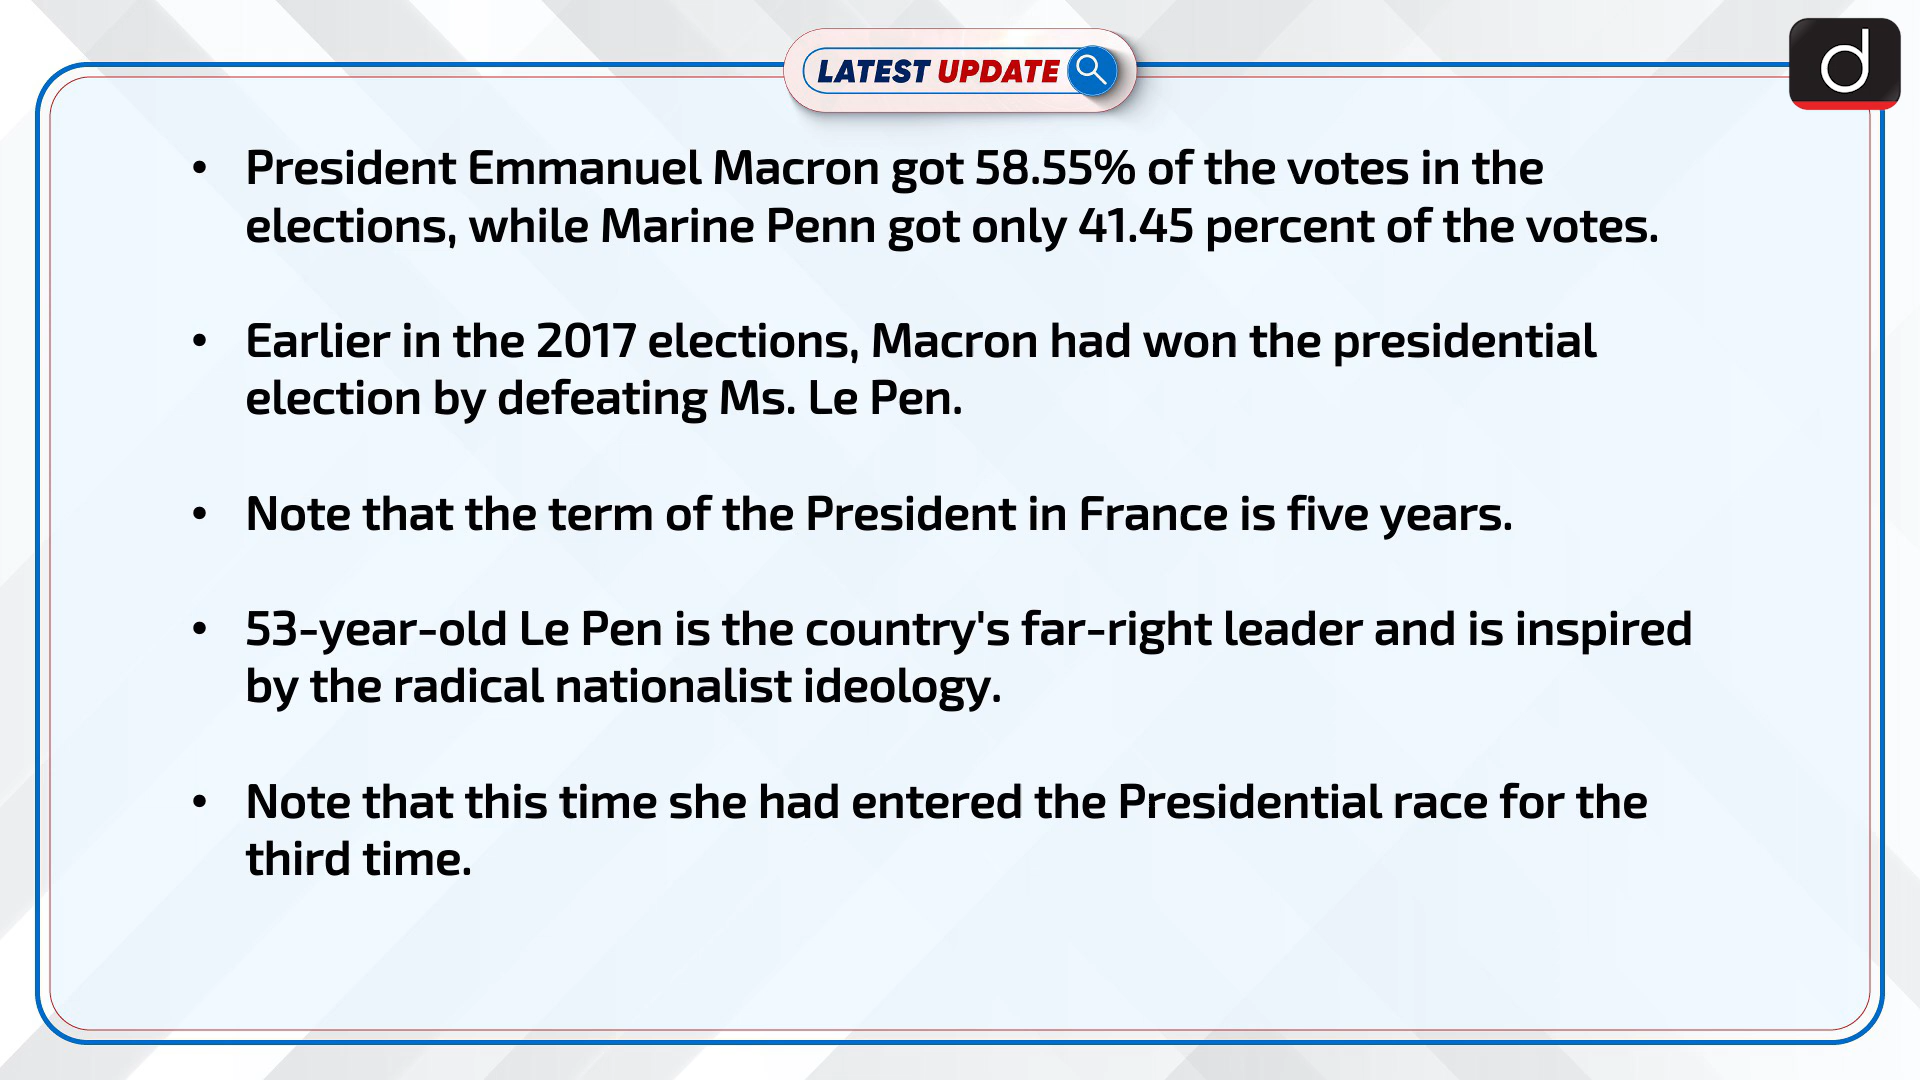 LATEST UPDATE
d
• President Emmanuel Macron got 58.55% of the votes in the
elections, while Marine Penn got only 41.45 percent of the votes.
• Earlier in the 2017 elections, Macron had won the presidential
election by defeating Ms. Le Pen.
• Note that the term of the President in France is five years.
• 53-year-old Le Pen is the country's far-right leader and is inspired
by the radical nationalist ideology.
• Note that this time she had entered the Presidential race for the
third time.